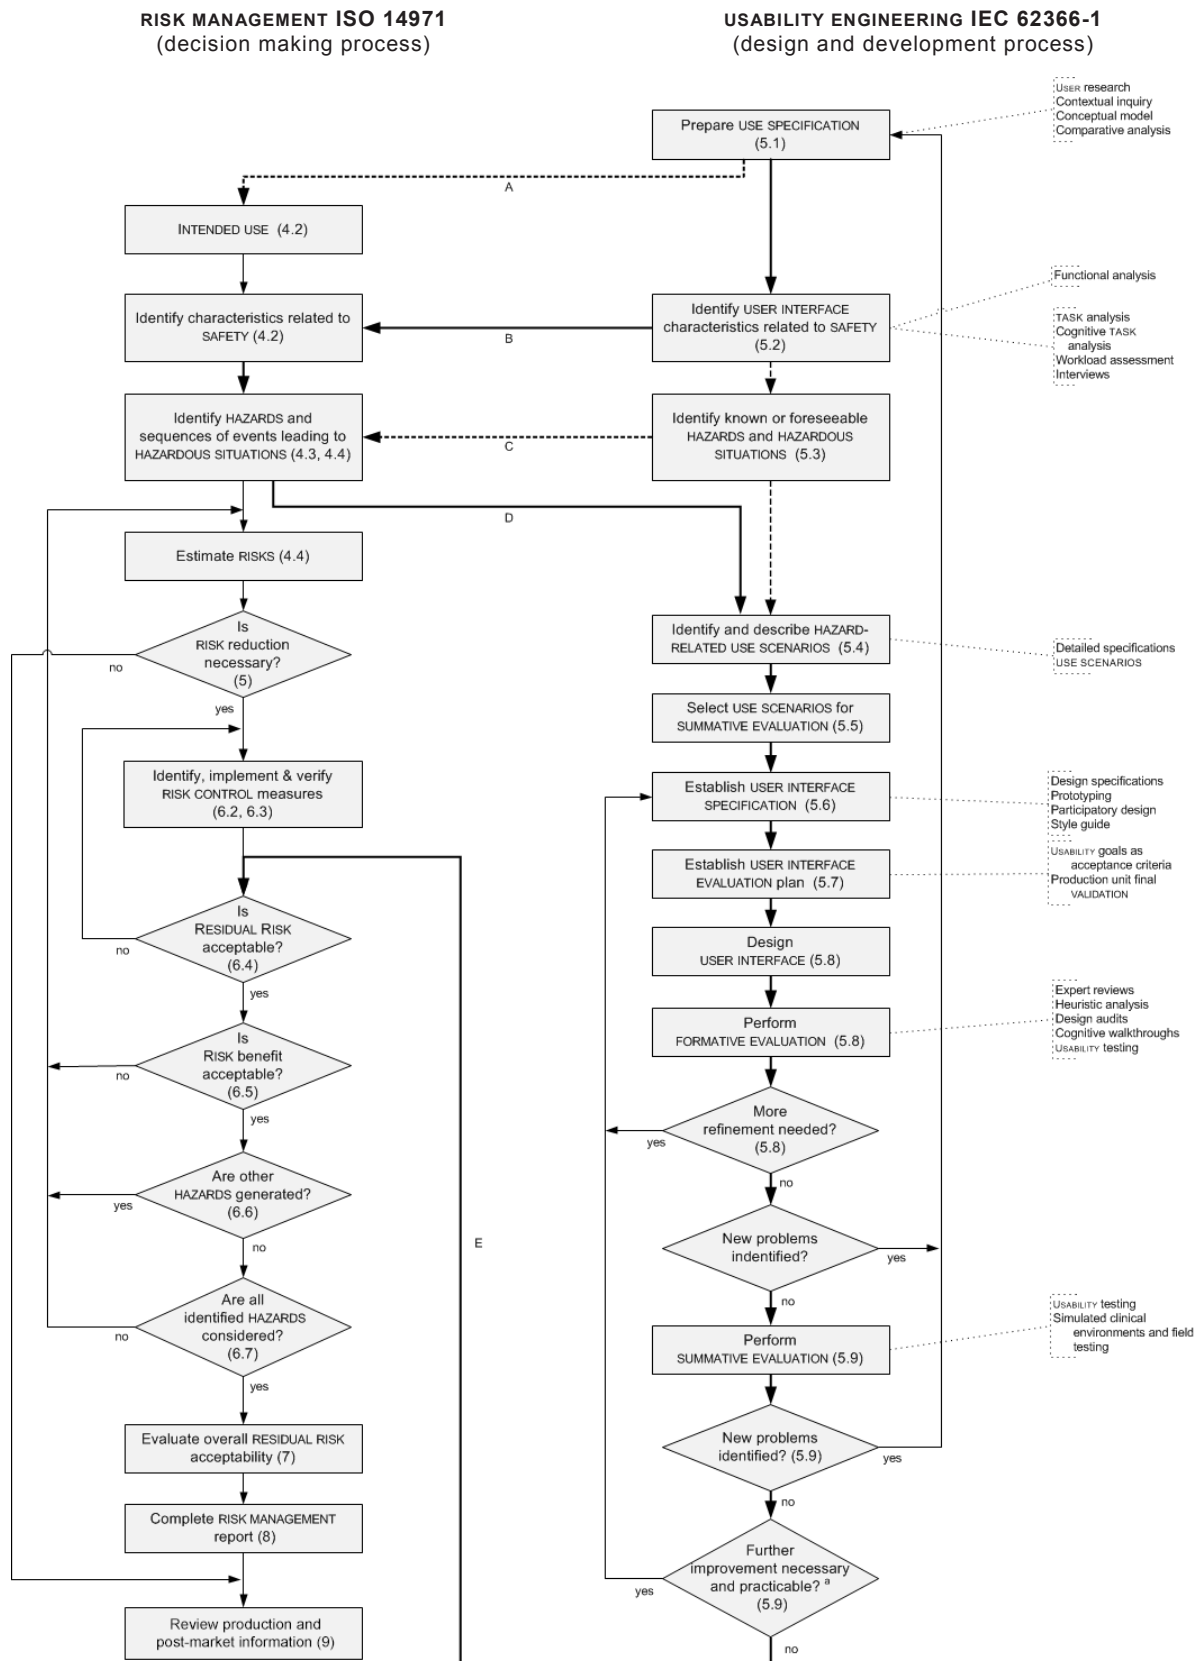 RISK MANAGEMENT ISO 14971
(decision making process)
USABILITY ENGINEERING IEC 62366-1
(design and development process)
USER research
Contextual inquiry
Conceptual model
Comparative analysis
Prepare USE SPECIFICATION
(5.1)
A
INTENDED USE (4.2)
Functional analysis
Identify characteristics related to
SAFETY (4.2)
B
Identify USER INTERFACE
characteristics related to SAFETY
(5.2)
TASK analysis
Cognitive TASK
analysis
Workload assessment
Interviews
Identify HAZARDS and
sequences of events leading to
HAZARDOUS SITUATIONS (4.3, 4.4)
C
Identify known or foreseeable
HAZARDS and HAZARDOUS
SITUATIONS (5.3)
D
Estimate RISKS (4.4)
Is
RISK reduction
necessary?
(5)
no
yes
Identify and describe HAZARD-
RELATED USE SCENARIOS (5.4)
Detailed specifications
USE SCENARIOS
Select USE SCENARIOS for
SUMMATIVE EVALUATION (5.5)
Identify, implement & verify
RISK CONTROL measures
(6.2, 6.3)
Establish USER INTERFACE
SPECIFICATION (5.6)
Design specifications
Prototyping
Participatory design
Style guide
Establish USER INTERFACE
EVALUATION plan (5.7)
USABILITY goals as
acceptance criteria
Production unit final
VALIDATION
Is
RESIDUAL RISK
acceptable?
(6.4)
no
yes
Design
USER INTERFACE (5.8)
Perform
FORMATIVE EVALUATION (5.8)
Expert reviews
Heuristic analysis
Design audits
Cognitive walkthroughs
USABILITY testing
Is
RISK benefit
acceptable?
(6.5)
no
yes
More
refinement needed?
(5.8)
yes
no
Are other
HAZARDS generated?
(6.6)
yes
no
E
New problems
indentified?
yes
no
Are all
identified HAZARDS
considered?
(6.7)
no
yes
Perform
SUMMATIVE EVALUATION (5.9)
USABILITY testing
Simulated clinical
environments and field
testing
Evaluate overall RESIDUAL RISK
acceptability (7)
New problems
identified? (5.9)
yes
no
Complete RISK MANAGEMENT
report (8)
Further
improvement necessary
and practicable? a
(5.9)
yes
no
Review production and
post-market information (9)